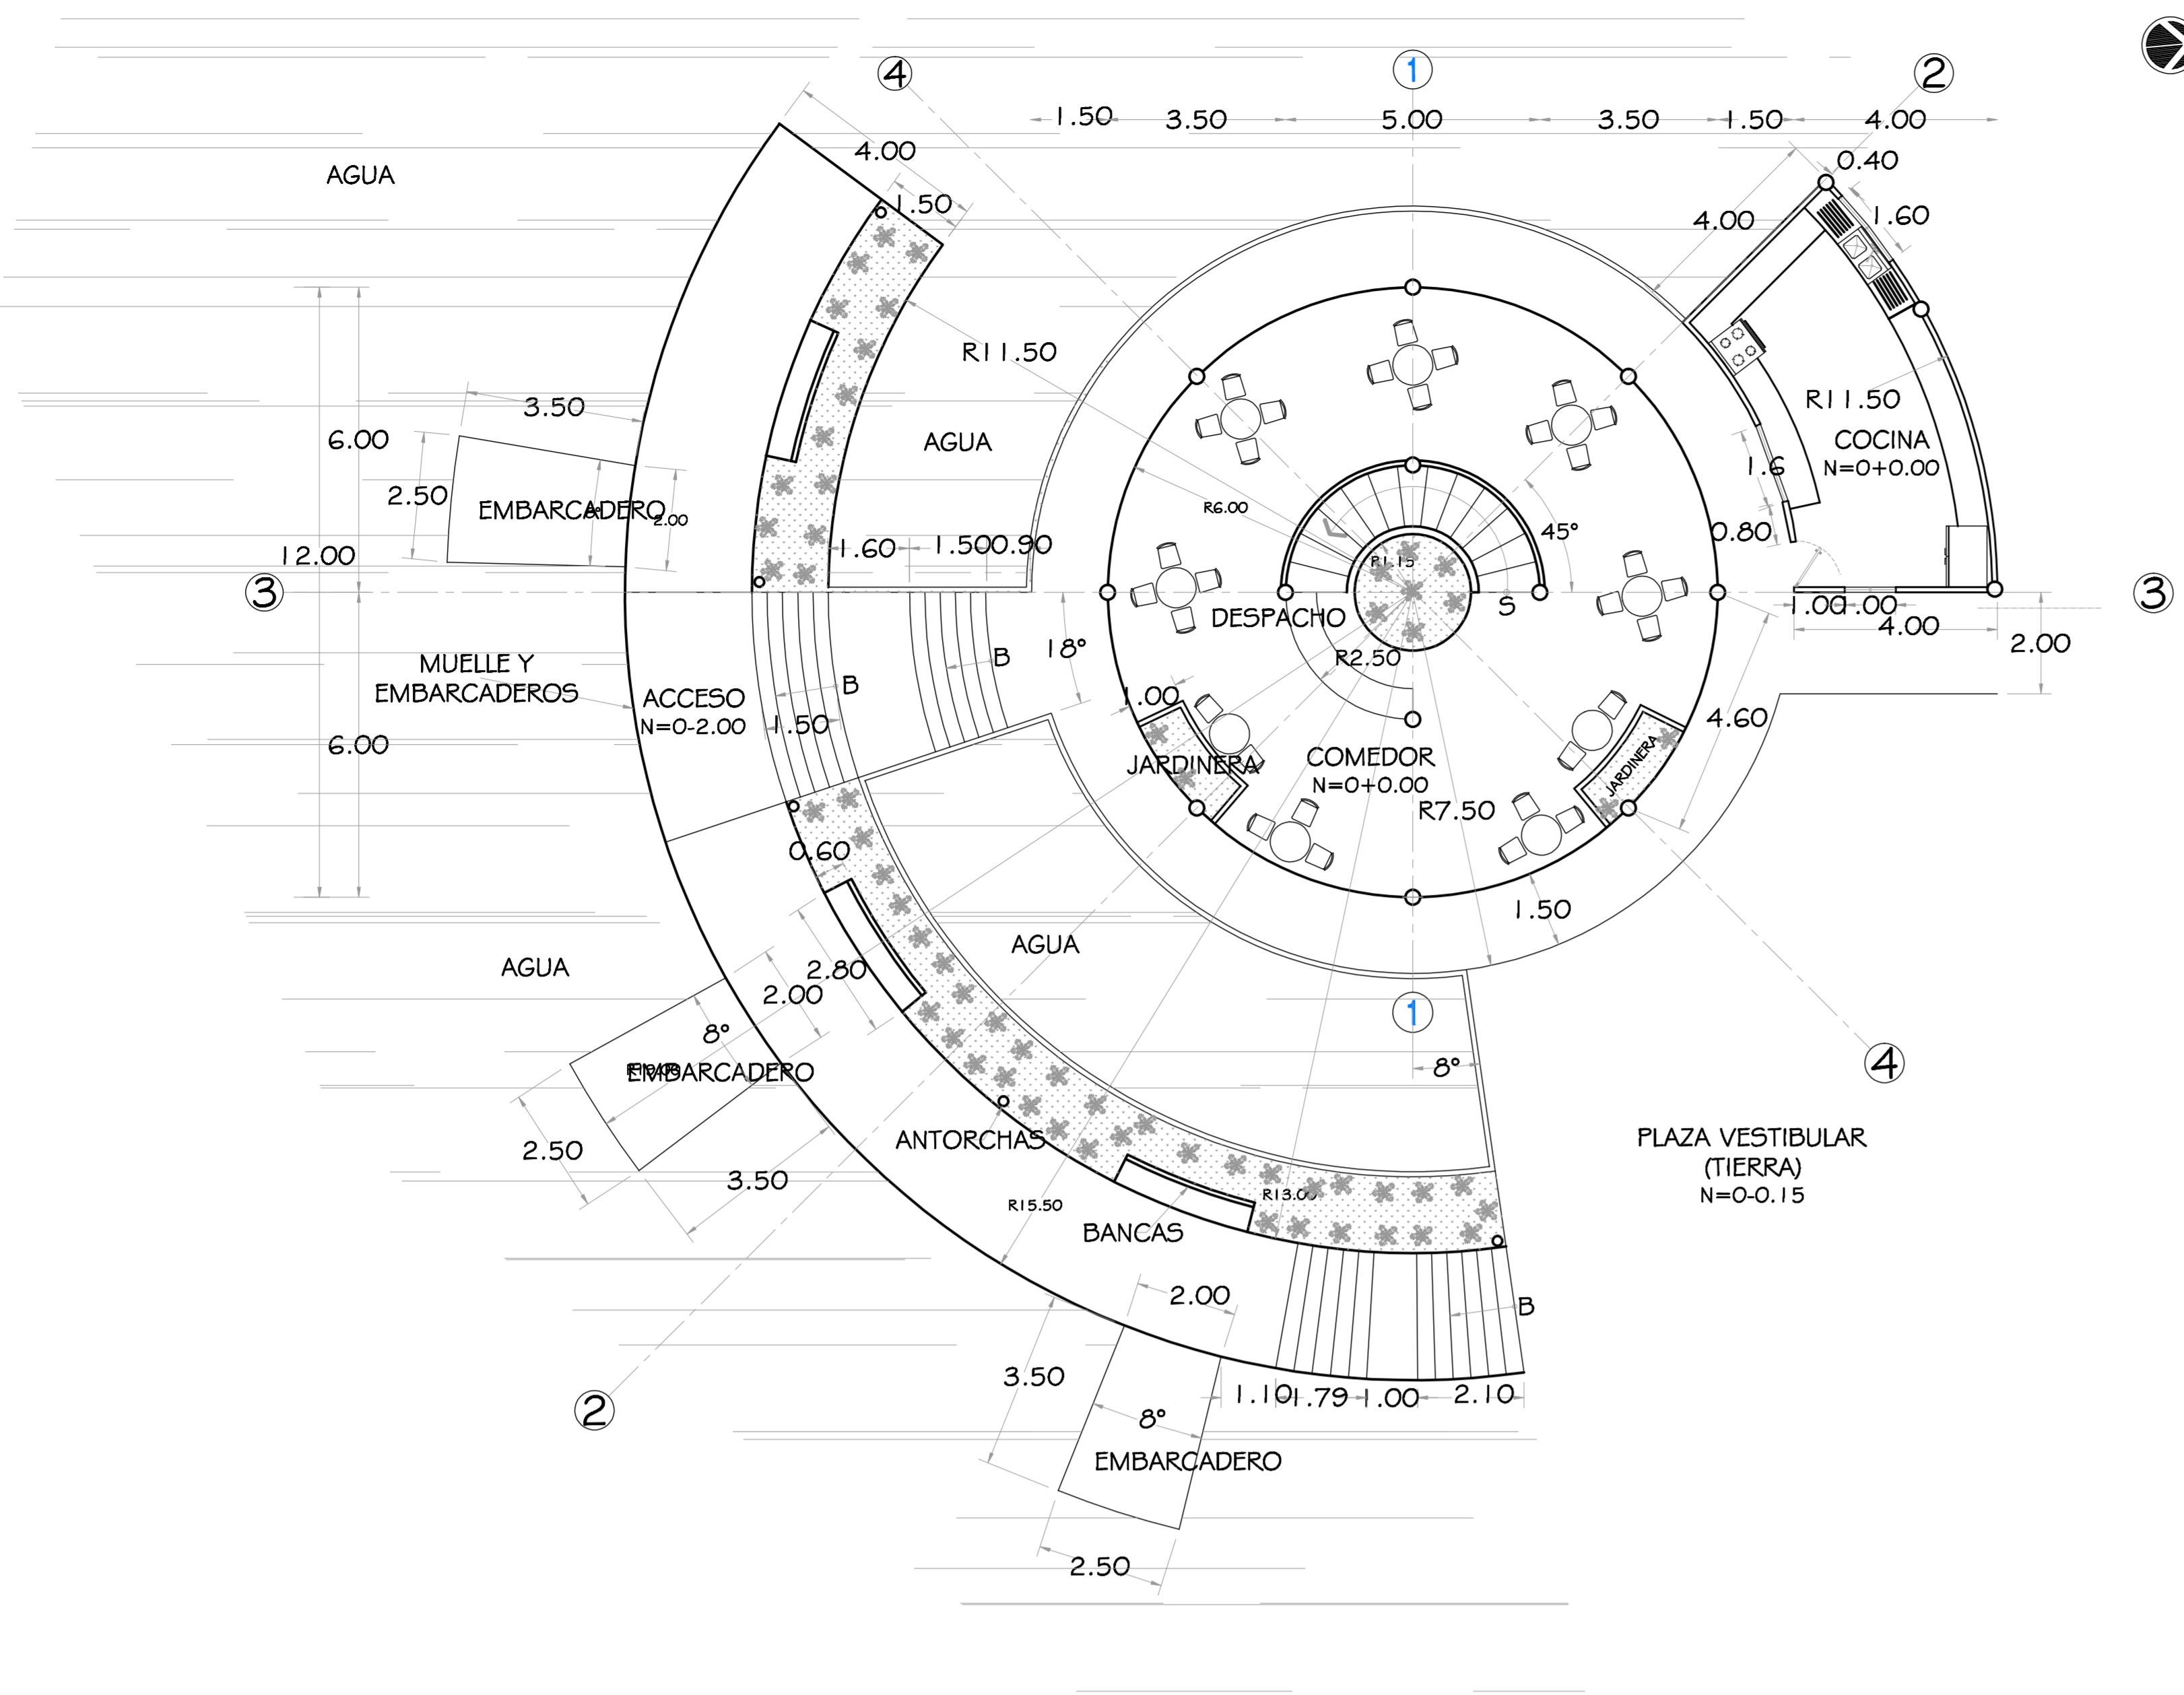 4
1
2
1.50
3.50
5.00
3.50
1.50
4.00
0.40
4.00
AGUA
1.50
1.60
4.00
R11.50
R11.50
3.50
6.00
AGUA
COCINA
N=0+0.00
1.6
2.50
EMBARCADERO
2.00
R6.00
45°
0.80
12.00
1.60
1.50
0.90
R1.15
3
3
DESPACHO
S
1.00
1.00
4.00
2.00
18°
R2.50
B
MUELLE Y
EMBARCADEROS
B
ACCESO
N=0-2.00
1.50
1.00
4.60
6.00
JARDINERA
COMEDOR
N=0+0.00
JARDINERA
R7.50
0.60
1.50
AGUA
AGUA
2.80
2.00
1
8°
8°
EMBARCADERO
4
2.50
ANTORCHAS
3.50
PLAZA VESTIBULAR
(TIERRA)
N=0-0.15
R13.00
R15.50
BANCAS
2.00
B
3.50
1.10
1.79
1.00
2.10
2
8°
EMBARCADERO
2.50